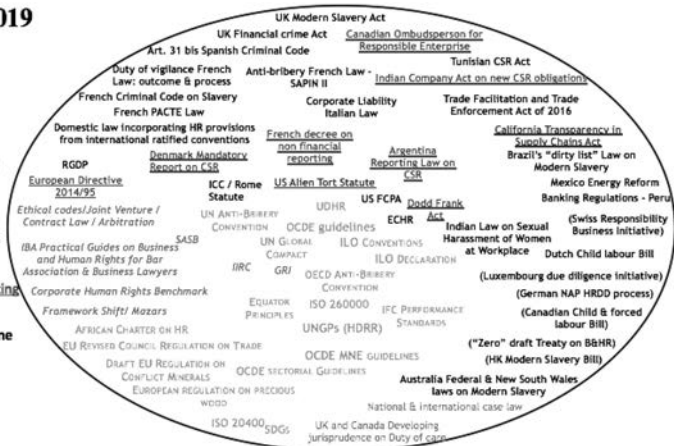 019
UK Modern Slavery Act
UK Financial crime Act
Canadian Ombudsperson for
Responsible Enterprise
Art. 31 bis Spanish Criminal Code
Tunisian CSR Act
Duty of vigilance French
Law: outcome & process
Anti-bribery French Law -
SAPIN II
Indian Company Act on new CSR obligations
French Criminal Code on Slavery
Corporate Liability
Italian Law
Trade Facilitation and Trade
Enforcement Act of 2016
French PACTE Law
Domestic law incorporating HR provisions
from international ratified conventions
French decree on
non financial
reporting
California Transparency in
Supply Chains Act
RGDP
Denmark Mandatory
Report on CSR
Argentina
Reporting Law on
CSR
Brazil's "dirty list" Law on
Modern Slavery
European Directive
2014/95
ICC / Rome
Statute
US Alien Tort Statute
Mexico Energy Reform
US FCPA
Dodd Frank
Act
Banking Regulations - Peru
Ethical codes/Joint Venture /
Contract Law / Arbitration
UN ANTI-BRIBERY
CONVENTION
UDHR
OCDE guidelines
ECHR
Indian Law on Sexual
Harassment of Women
at Workplace
(Swiss Responsibility
Business Initiative)
SASB
UN GLOBAL
COMPACT
ILO CONVENTIONS
Dutch Child labour Bill
IBA Practical Guides on Business
and Human Rights for Bar
Association & Business Lawyers
IIRC
GRI
ILO DECLARATION
OECD ANTI-BRIBERY
CONVENTION
(Luxembourg due diligence initiative)
Corporate Human Rights Benchmark
(German NAP HRDD process)
Framework Shift/ Mazars
EQUATOR
PRINCIPLES
ISO 260000
IFC PERFORMANCE
STANDARDS
(Canadian Child & forced
labour Bill)
AFRICAN CHARTER ON HR
UNGPs (HDRR)
("Zero" draft Treaty on B&HR)
EU REVISED COUNCIL REGULATION ON TRADE
OCDE MNE GUIDELINES
(HK Modern Slavery Bill)
DRAFT EU REGULATION ON
CONFLICT MINERALS
OCDE SECTORIAL GUIDELINES
Australia Federal & New South Wales
laws on Modern Slavery
EUROPEAN REGULATION ON PRECIOUS
WOOD
National & international case law
ISO 20400
SDGs
UK and Canada Developing
jurisprudence on Duty of care